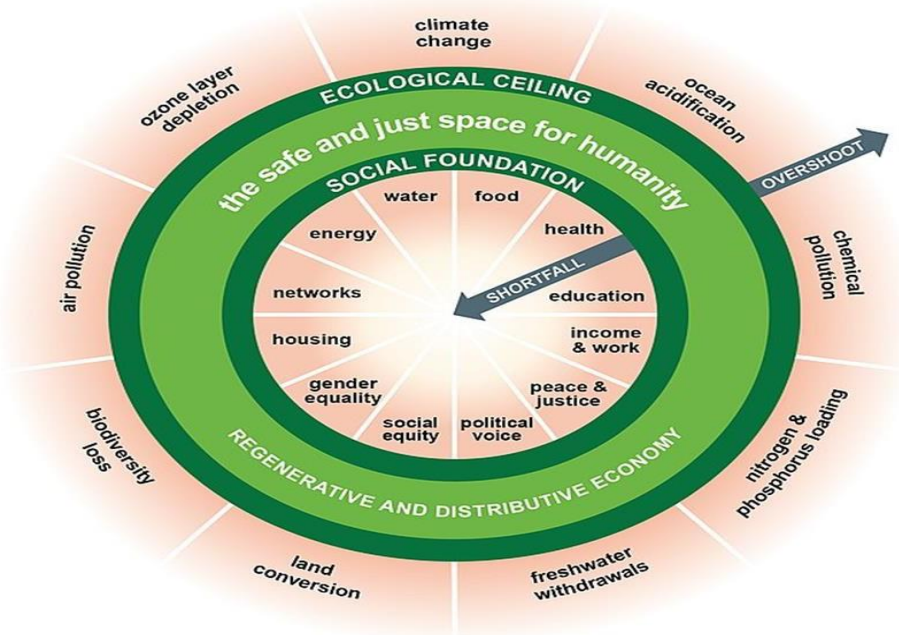 climate
change
ozone layer
depletion
ocean
acidification
ECOLOGICAL CEILING
the safe and just space for humanity
SOCIAL FOUNDATION
OVERSHOOT
water
food
energy
health
SHORTFALL
networks
education
housing
income
& work
gender
equality
peace &
justice
social
equity
political
voice
air pollution
chemical
pollution
REGENERATIVE AND DISTRIBUTIVE ECONOMY
biodiversity
loss
nitrogen &
phosphorus loading
land
conversion
freshwater
withdrawals